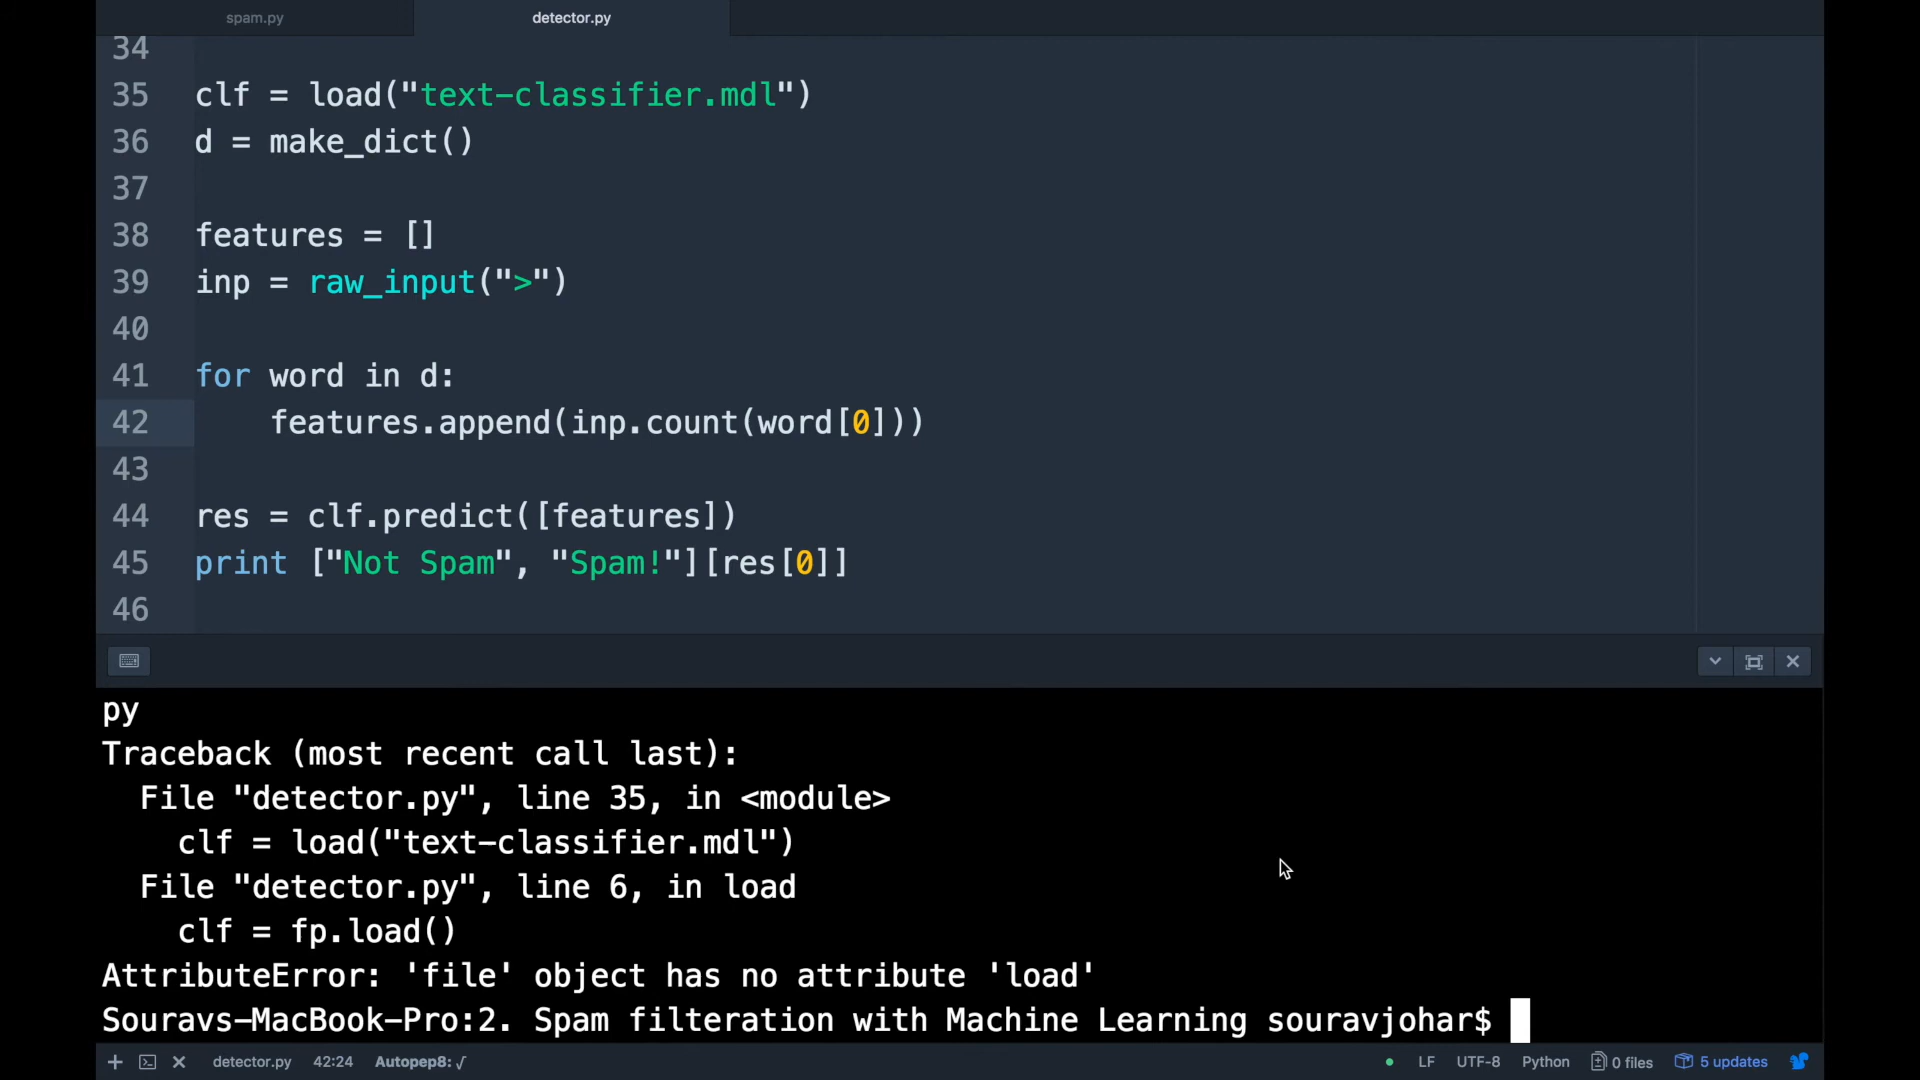 spam.py
detector.py
34
35 clf = load("text-classifier.mdl")
36 d = make_dict()
37
38 features = []
39 inp = raw_input(">")
40
41 for word in d:
42 features.append(inp.count(word[0]))
43
44 res = clf.predict([features])
45 print ["Not Spam", "Spam!"][res[0]]
46
py
Traceback (most recent call last):
File "detector.py", line 35, in <module>
clf = load("text-classifier.mdl")
File "detector.py", line 6, in load
clf = fp.load()
AttributeError: 'file' object has no attribute 'load'
Souravs-MacBook-Pro:2. Spam filteration with Machine Learning souravjohar$
detector.py 42:24 Autopep8: √ LF UTF-8 Python 0 files 5 updates